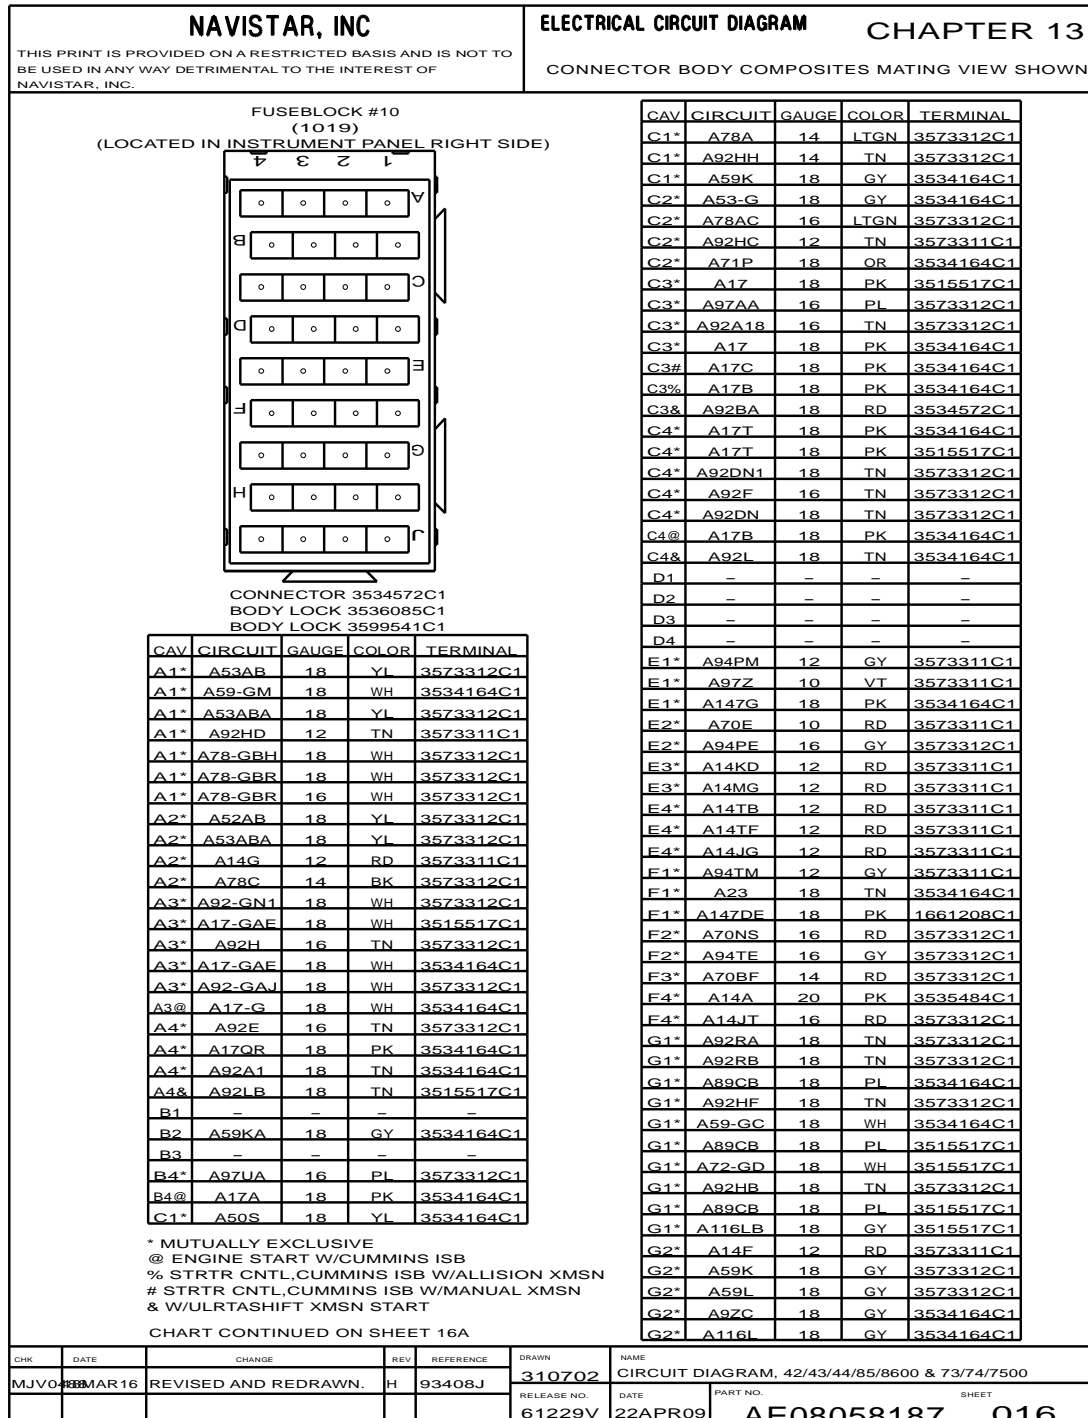 NAVISTAR, INC
THIS PRINT IS PROVIDED ON A RESTRICTED BASIS AND IS NOT TO
BE USED IN ANY WAY DETRIMENTAL TO THE INTEREST OF
NAVISTAR, INC.
ELECTRICAL CIRCUIT DIAGRAM
CHAPTER 13
CONNECTOR BODY COMPOSITES MATING VIEW SHOWN
FUSEBLOCK #10
(1019)
(LOCATED IN INSTRUMENT PANEL RIGHT SIDE)
4 3 2 1
A
B
C
D
E
F
G
H
J
CONNECTOR 3534572C1
BODY LOCK 3536085C1
BODY LOCK 3599541C1
CAV CIRCUIT GAUGE COLOR TERMINAL
A1* A53AB 18 YL 3573312C1
A1* A59-GM 18 WH 3534164C1
A1* A53ABA 18 YL 3573312C1
A1* A92HD 12 TN 3573311C1
A1* A78-GBH 18 WH 3573312C1
A1* A78-GBR 18 WH 3573312C1
A1* A78-GBR 16 WH 3573312C1
A2* A52AB 18 YL 3573312C1
A2* A53ABA 18 YL 3573312C1
A2* A14G 12 RD 3573311C1
A2* A78C 14 BK 3573312C1
A3* A92-GN1 18 WH 3573312C1
A3* A17-GAE 18 WH 3515517C1
A3* A92H 16 TN 3573312C1
A3* A17-GAE 18 WH 3534164C1
A3* A92-GAJ 18 WH 3573312C1
A3@ A17-G 18 WH 3534164C1
A4* A92E 16 TN 3573312C1
A4* A17QR 18 PK 3534164C1
A4* A92A1 18 TN 3534164C1
A4& A92LB 18 TN 3515517C1
B1 – – – –
B2 A59KA 18 GY 3534164C1
B3 – – – –
B4* A97UA 16 PL 3573312C1
B4@ A17A 18 PK 3534164C1
C1* A50S 18 YL 3534164C1
* MUTUALLY EXCLUSIVE
@ ENGINE START W/CUMMINS ISB
% STRTR CNTL,CUMMINS ISB W/ALLISION XMSN
# STRTR CNTL,CUMMINS ISB W/MANUAL XMSN
& W/ULRTASHIFT XMSN START
CHART CONTINUED ON SHEET 16A
CAV CIRCUIT GAUGE COLOR TERMINAL
C1* A78A 14 LTGN 3573312C1
C1* A92HH 14 TN 3573312C1
C1* A59K 18 GY 3534164C1
C2* A53-G 18 GY 3534164C1
C2* A78AC 16 LTGN 3573312C1
C2* A92HC 12 TN 3573311C1
C2* A71P 18 OR 3534164C1
C3* A17 18 PK 3515517C1
C3* A97AA 16 PL 3573312C1
C3* A92A18 16 TN 3573312C1
C3* A17 18 PK 3534164C1
C3# A17C 18 PK 3534164C1
C3% A17B 18 PK 3534164C1
C3& A92BA 18 RD 3534572C1
C4* A17T 18 PK 3534164C1
C4* A17T 18 PK 3515517C1
C4* A92DN1 18 TN 3573312C1
C4* A92F 16 TN 3573312C1
C4* A92DN 18 TN 3573312C1
C4@ A17B 18 PK 3534164C1
C4& A92L 18 TN 3534164C1
D1 – – – –
D2 – – – –
D3 – – – –
D4 – – – –
E1* A94PM 12 GY 3573311C1
E1* A97Z 10 VT 3573311C1
E1* A147G 18 PK 3534164C1
E2* A70E 10 RD 3573311C1
E2* A94PE 16 GY 3573312C1
E3* A14KD 12 RD 3573311C1
E3* A14MG 12 RD 3573311C1
E4* A14TB 12 RD 3573311C1
E4* A14TF 12 RD 3573311C1
E4* A14JG 12 RD 3573311C1
F1* A94TM 12 GY 3573311C1
F1* A23 18 TN 3534164C1
F1* A147DE 18 PK 1661208C1
F2* A70NS 16 RD 3573312C1
F2* A94TE 16 GY 3573312C1
F3* A70BF 14 RD 3573312C1
F4* A14A 20 PK 3535484C1
F4* A14JT 16 RD 3573312C1
G1* A92RA 18 TN 3573312C1
G1* A92RB 18 TN 3573312C1
G1* A89CB 18 PL 3534164C1
G1* A92HF 18 TN 3573312C1
G1* A59-GC 18 WH 3534164C1
G1* A89CB 18 PL 3515517C1
G1* A72-GD 18 WH 3515517C1
G1* A92HB 18 TN 3573312C1
G1* A89CB 18 PL 3515517C1
G1* A116LB 18 GY 3515517C1
G2* A14F 12 RD 3573311C1
G2* A59K 18 GY 3573312C1
G2* A59L 18 GY 3573312C1
G2* A9ZC 18 GY 3534164C1
G2* A116L 18 GY 3534164C1
CHK DATE CHANGE REV REFERENCE
REVISED AND REDRAWN. H 93408J
DRAWN
310702
NAME
CIRCUIT DIAGRAM, 42/43/44/85/8600 & 73/74/7500
RELEASE NO.
61229V
DATE
22APR09
PART NO.
AE08058187
SHEET
016